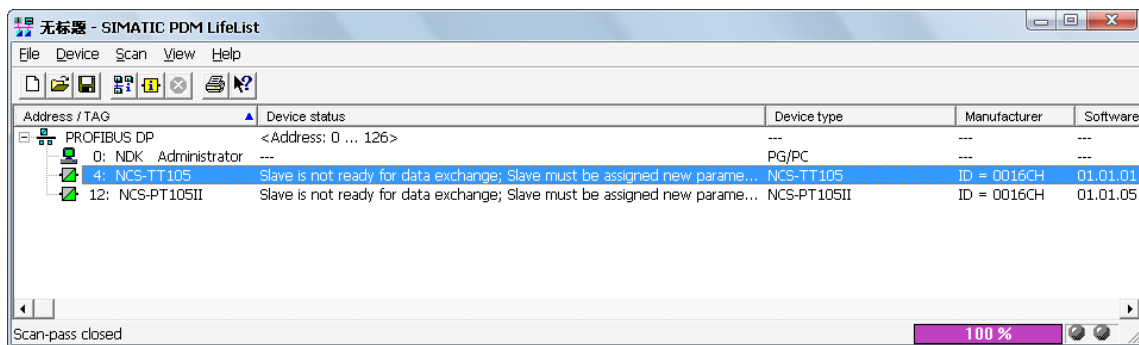 无标题 - SIMATIC PDM LifeList
File Device Scan View Help
Address / TAG Device status Device type Manufacturer Software
PROFIBUS DP <Address: 0 ... 126> --- --- ---
0: NDK Administrator --- PG/PC --- ---
4: NCS-TT105 Slave is not ready for data exchange; Slave must be assigned new parame... NCS-TT105 ID = 0016CH 01.01.01
12: NCS-PT105II Slave is not ready for data exchange; Slave must be assigned new parame... NCS-PT105II ID = 0016CH 01.01.05
Scan-pass closed 100 %